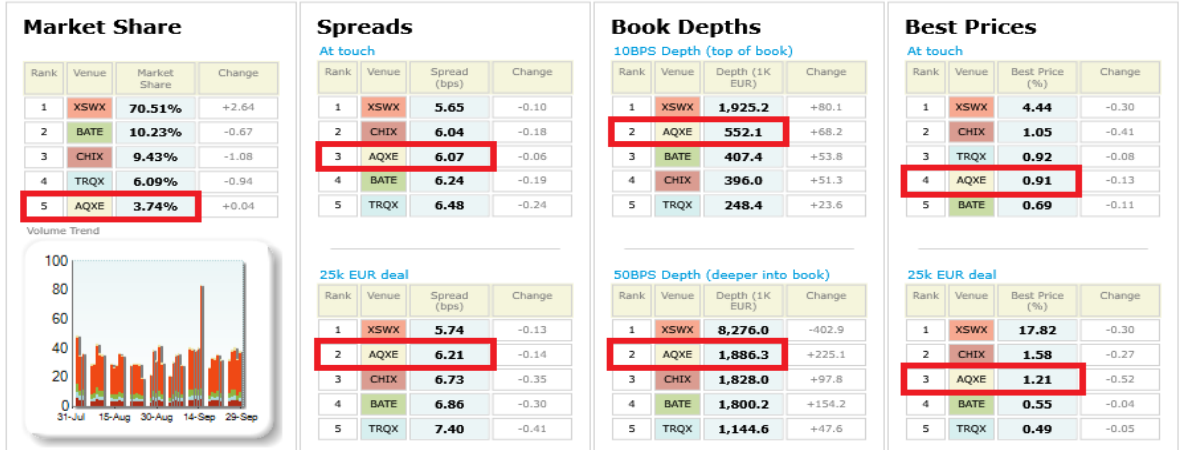 Market Share
Rank Venue Market Share Change
1 XSWX 70.51% +2.64
2 BATE 10.23% -0.67
3 CHIX 9.43% -1.08
4 TRQX 6.09% -0.94
5 AQXE 3.74% +0.04
Volume Trend
100
80
60
40
20
0
31-Jul 15-Aug 30-Aug 14-Sep 29-Sep
Spreads
At touch
Rank Venue Spread (bps) Change
1 XSWX 5.65 -0.10
2 CHIX 6.04 -0.18
3 AQXE 6.07 -0.06
4 BATE 6.24 -0.19
5 TRQX 6.48 -0.24
25k EUR deal
Rank Venue Spread (bps) Change
1 XSWX 5.74 -0.13
2 AQXE 6.21 -0.14
3 CHIX 6.73 -0.35
4 BATE 6.86 -0.30
5 TRQX 7.40 -0.41
Book Depths
10BPS Depth (top of book)
Rank Venue Depth (1K EUR) Change
1 XSWX 1,925.2 +80.1
2 AQXE 552.1 +68.2
3 BATE 407.4 +53.8
4 CHIX 396.0 +51.3
5 TRQX 248.4 +23.6
50BPS Depth (deeper into book)
Rank Venue Depth (1K EUR) Change
1 XSWX 8,276.0 -402.9
2 AQXE 1,886.3 +225.1
3 CHIX 1,828.0 +97.8
4 BATE 1,800.2 +154.2
5 TRQX 1,144.6 +47.6
Best Prices
At touch
Rank Venue Best Price (%) Change
1 XSWX 4.44 -0.30
2 CHIX 1.05 -0.41
3 TRQX 0.92 -0.08
4 AQXE 0.91 -0.13
5 BATE 0.69 -0.11
25k EUR deal
Rank Venue Best Price (%) Change
1 XSWX 17.82 -0.30
2 CHIX 1.58 -0.27
3 AQXE 1.21 -0.52
4 BATE 0.55 -0.04
5 TRQX 0.49 -0.05